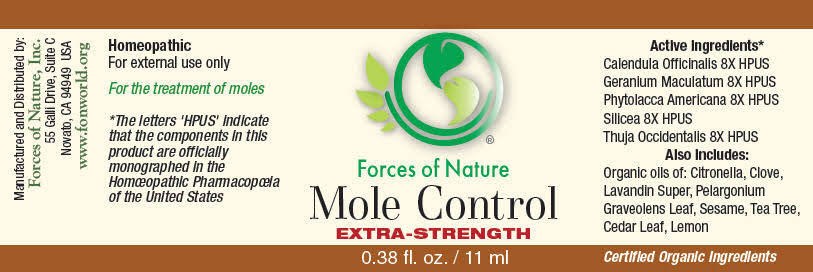 Manufactured and Distributed by:
Forces of Nature, Inc.
55 Galli Drive, Suite C
Novato, CA 94949 USA
www.fonworld.org
Homeopathic
For external use only
For the treatment of moles
*The letters 'HPUS' indicate
that the components in this
product are officially
monographed in the
Homœopathic Pharmacopœia
of the United States
®
Forces of Nature
Mole Control
EXTRA-STRENGTH
0.38 fl. oz. / 11 ml
Active Ingredients*
Calendula Officinalis 8X HPUS
Geranium Maculatum 8X HPUS
Phytolacca Americana 8X HPUS
Silicea 8X HPUS
Thuja Occidentalis 8X HPUS
Also Includes:
Organic oils of: Citronella, Clove,
Lavandin Super, Pelargonium
Graveolens Leaf, Sesame, Tea Tree,
Cedar Leaf, Lemon
Certified Organic Ingredients